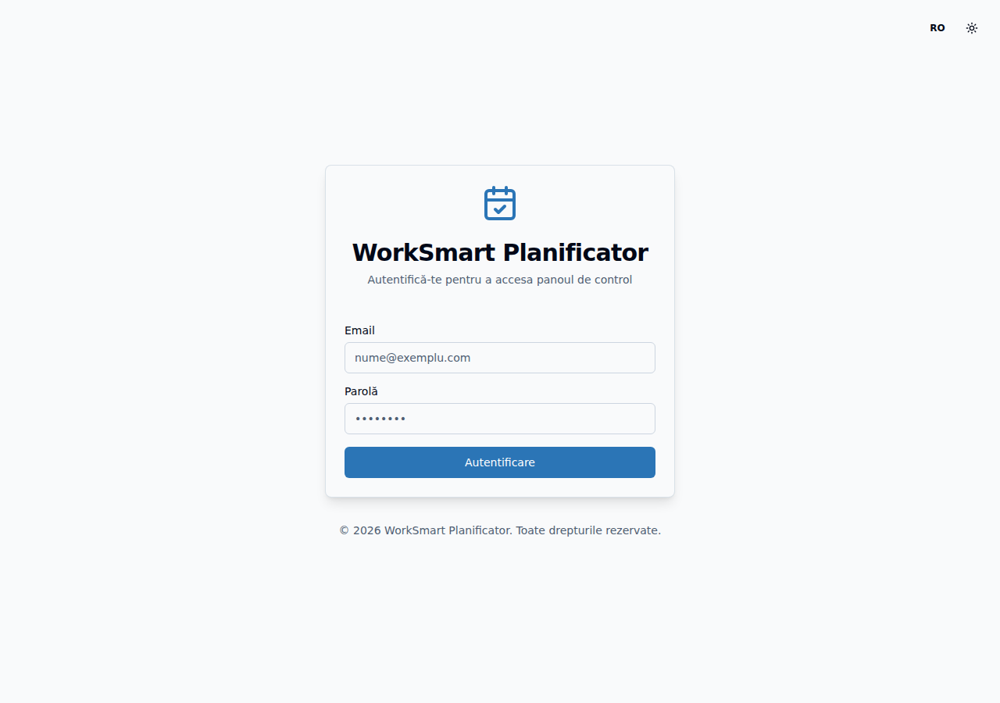 RO
WorkSmart Planificator
Autentifică-te pentru a accesa panoul de control
Email
nume@exemplu.com
Parolă
••••••••
Autentificare
© 2026 WorkSmart Planificator. Toate drepturile rezervate.